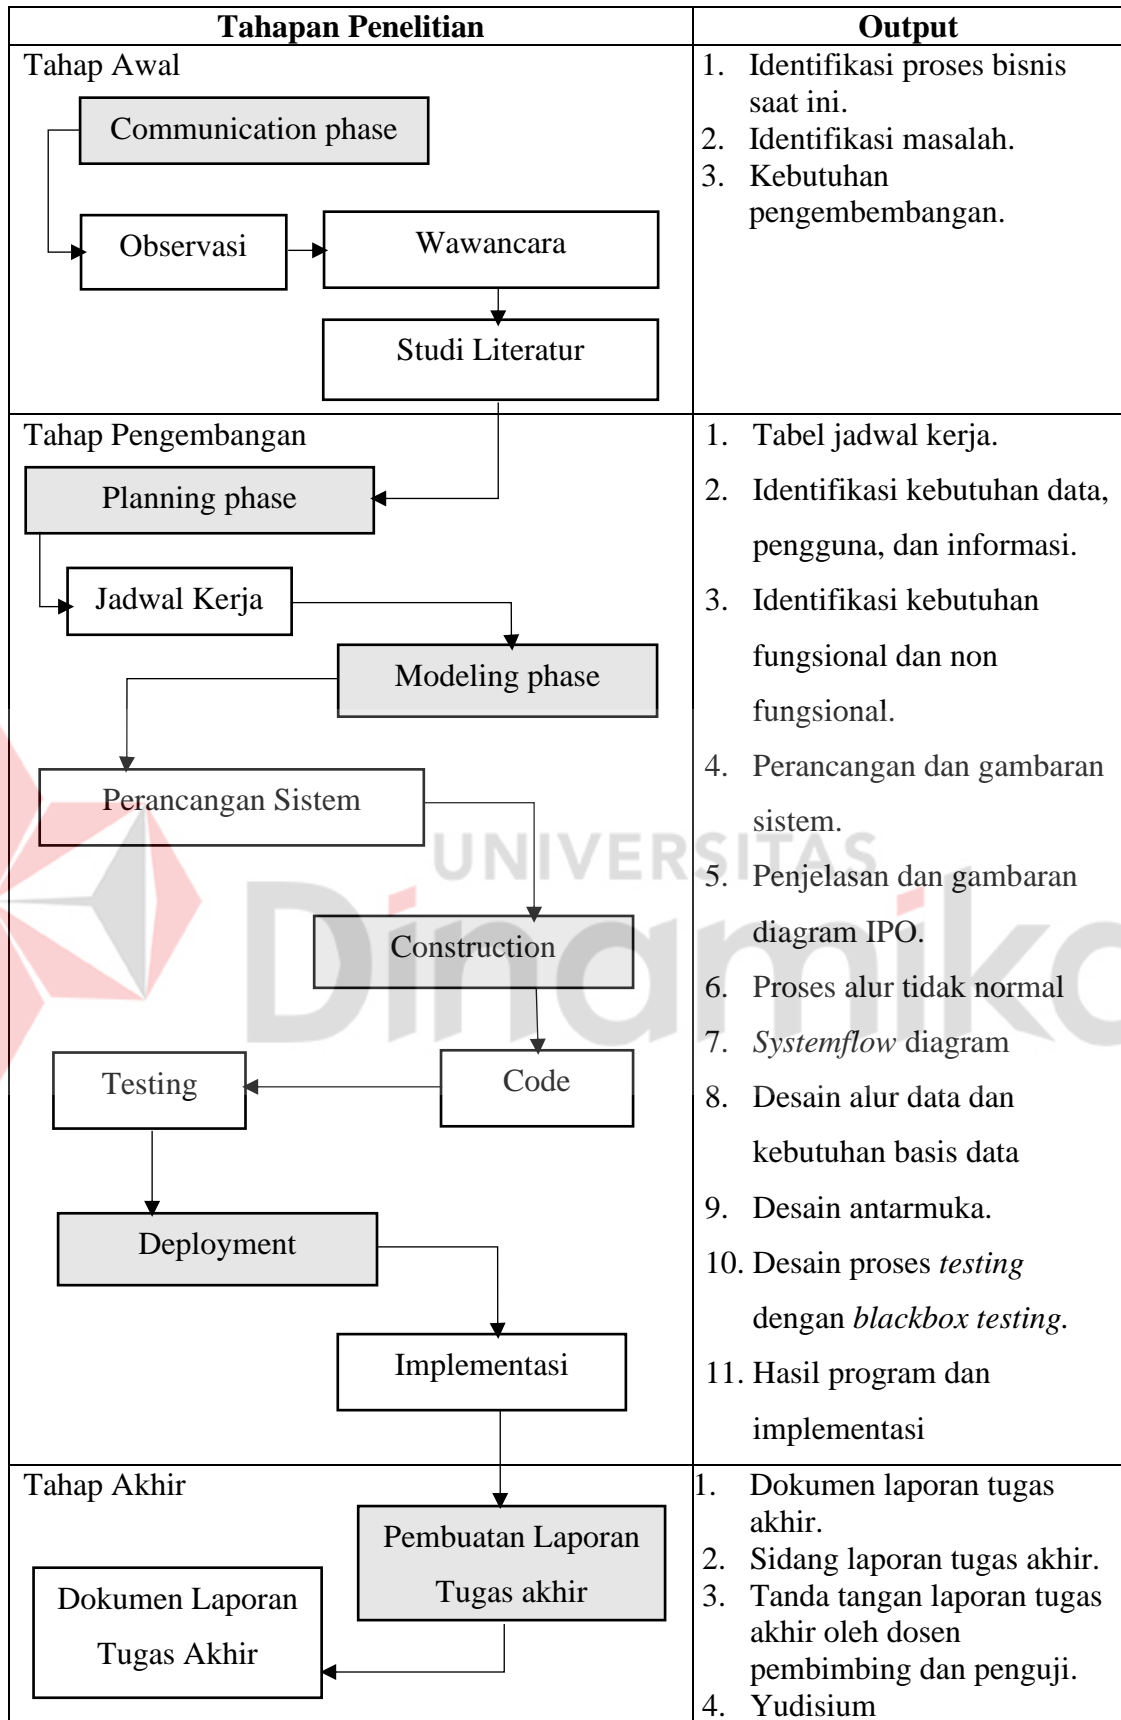 Tahapan Penelitian
Output
Tahap Awal
Communication phase
Observasi
Wawancara
Studi Literatur
1. Identifikasi proses bisnis
saat ini.
2. Identifikasi masalah.
3. Kebutuhan
pengembembangan.
Tahap Pengembangan
Planning phase
Jadwal Kerja
Modeling phase
Perancangan Sistem
Construction
Code
Testing
Deployment
Implementasi
1. Tabel jadwal kerja.
2. Identifikasi kebutuhan data,
pengguna, dan informasi.
3. Identifikasi kebutuhan
fungsional dan non
fungsional.
4. Perancangan dan gambaran
sistem.
5. Penjelasan dan gambaran
diagram IPO.
6. Proses alur tidak normal
7. Systemflow diagram
8. Desain alur data dan
kebutuhan basis data
9. Desain antarmuka.
10. Desain proses testing
dengan blackbox testing.
11. Hasil program dan
implementasi
Tahap Akhir
Pembuatan Laporan
Tugas akhir
Dokumen Laporan
Tugas Akhir
1. Dokumen laporan tugas
akhir.
2. Sidang laporan tugas akhir.
3. Tanda tangan laporan tugas
akhir oleh dosen
pembimbing dan penguji.
4. Yudisium
UNIVERSITAS
Dinamika